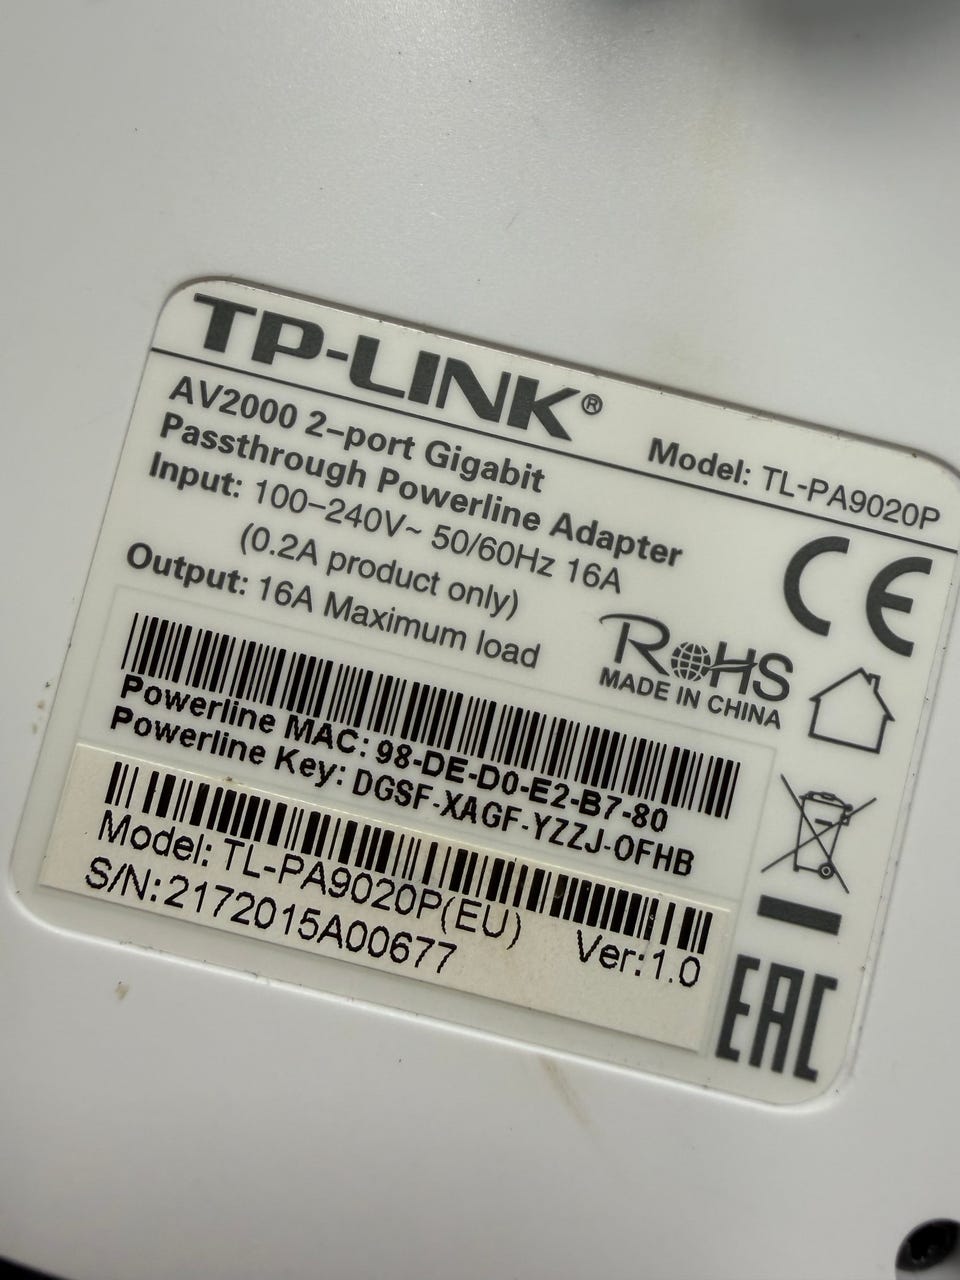 TP-LINK®
AV2000 2-port Gigabit
Passthrough Powerline Adapter
Model: TL-PA9020P
Input: 100-240V~ 50/60Hz 16A
(0.2A product only)
Output: 16A Maximum load
CE
RoHS
MADE IN CHINA
Powerline MAC: 98-DE-D0-E2-B7-80
Powerline Key: DGSF-XAGF-YZZJ-OFHB
Model: TL-PA9020P(EU)
Ver:1.0
S/N:2172015A00677
EAC